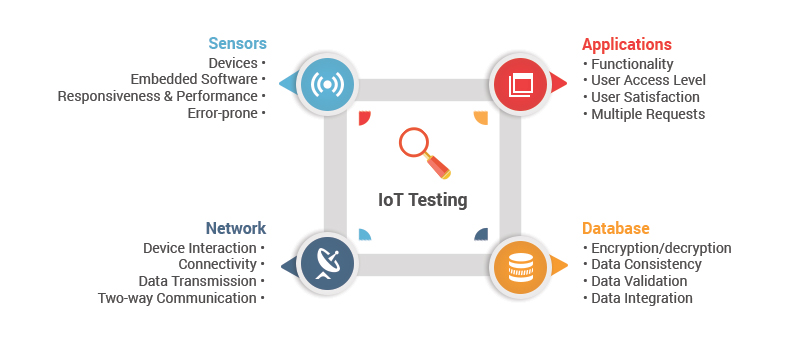 Sensors
Devices •
Embedded Software •
Responsiveness & Performance •
Error-prone •
Applications
• Functionality
• User Access Level
• User Satisfaction
• Multiple Requests
IoT Testing
Network
Device Interaction •
Connectivity •
Data Transmission •
Two-way Communication •
Database
• Encryption/decryption
• Data Consistency
• Data Validation
• Data Integration